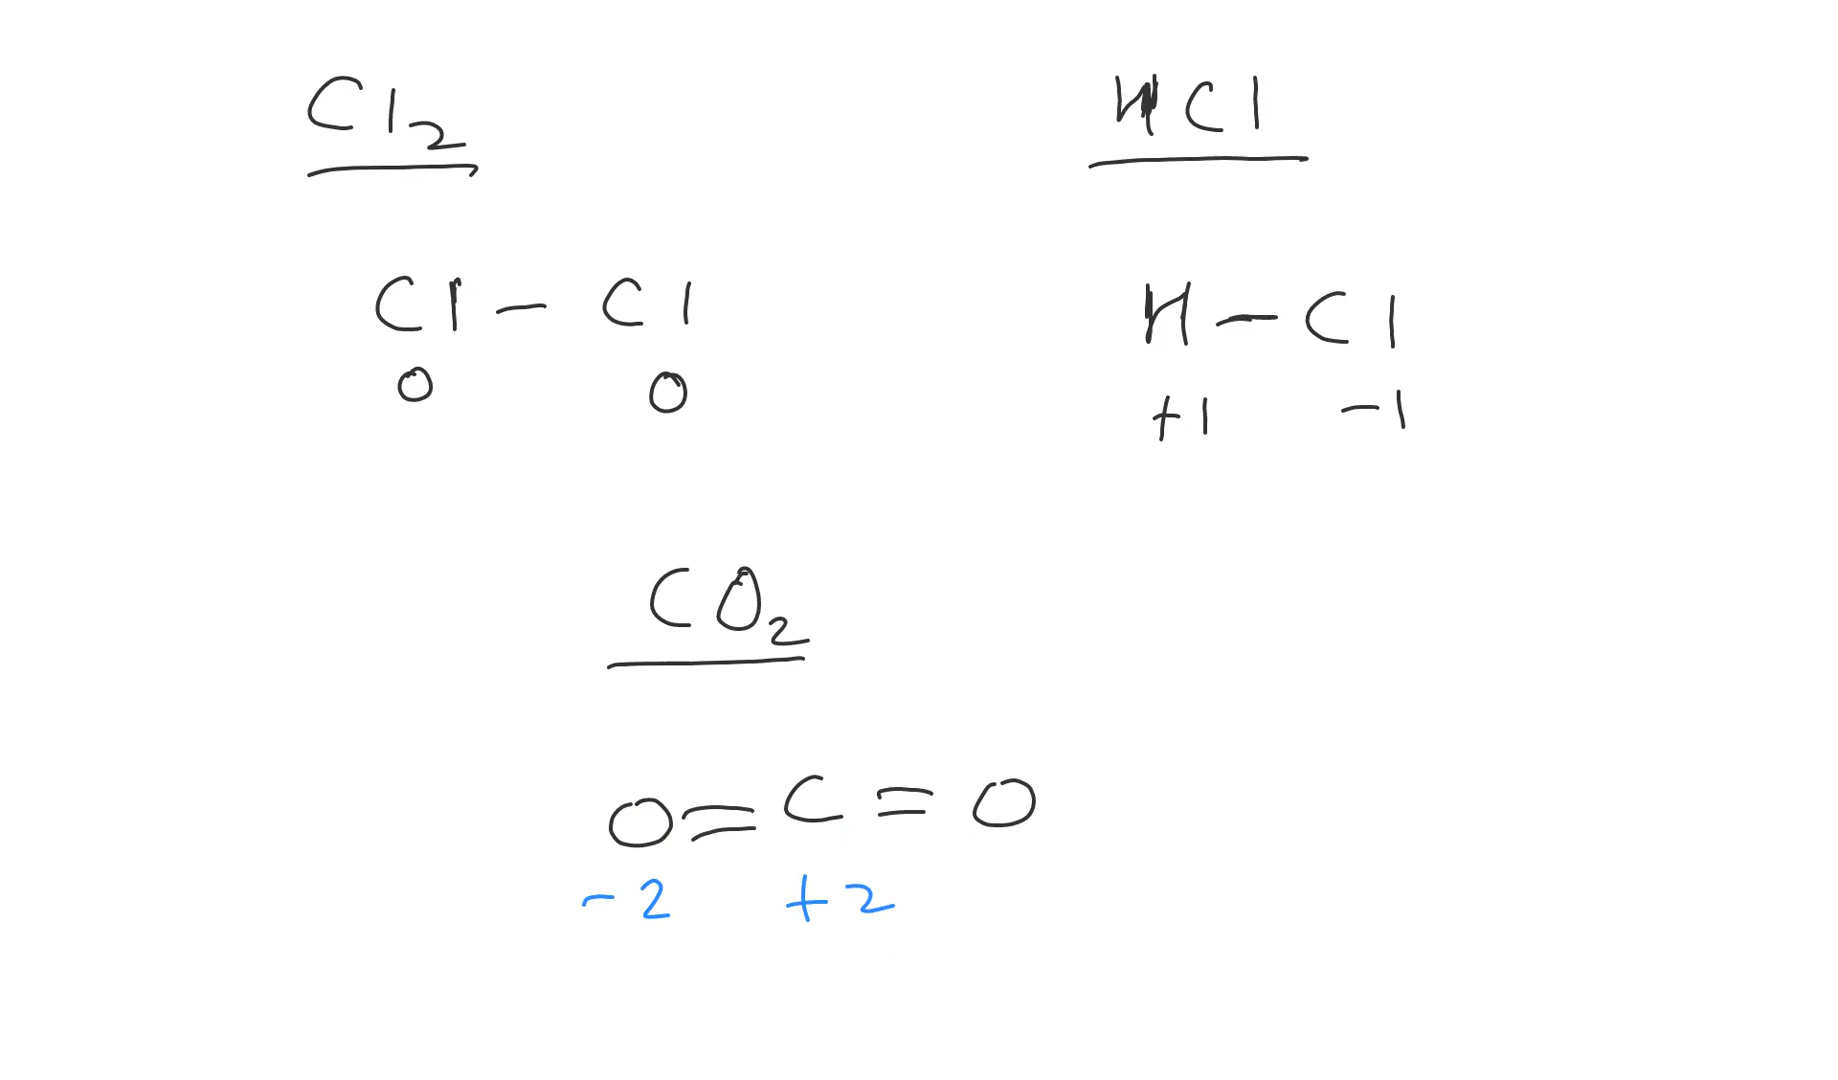 Cl₂
HCl
Cl - Cl
0 0
H - Cl
+1 -1
CO₂
O = C = O
-2 +2